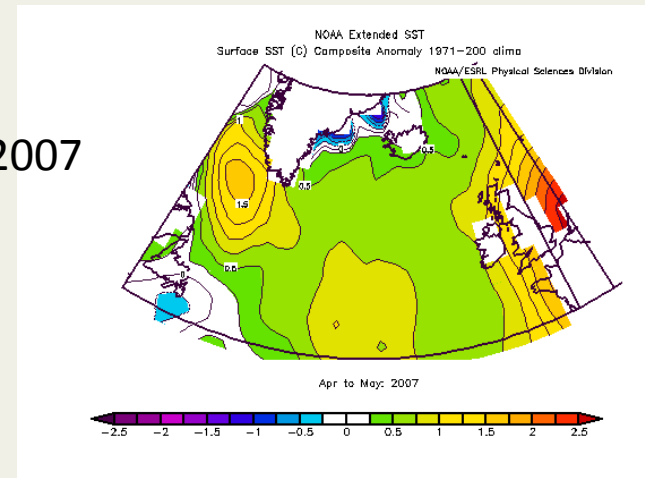 NOAA Extended SST
Surface SST (C) Composite Anomaly 1971-200 clima
NOAA/ESRL Physical Sciences Division
2007
1
1.5
0
0.5
0.5
0.5
0
Apr to May: 2007
-2.5 -2 -1.5 -1 -0.5 0 0.5 1 1.5 2 2.5